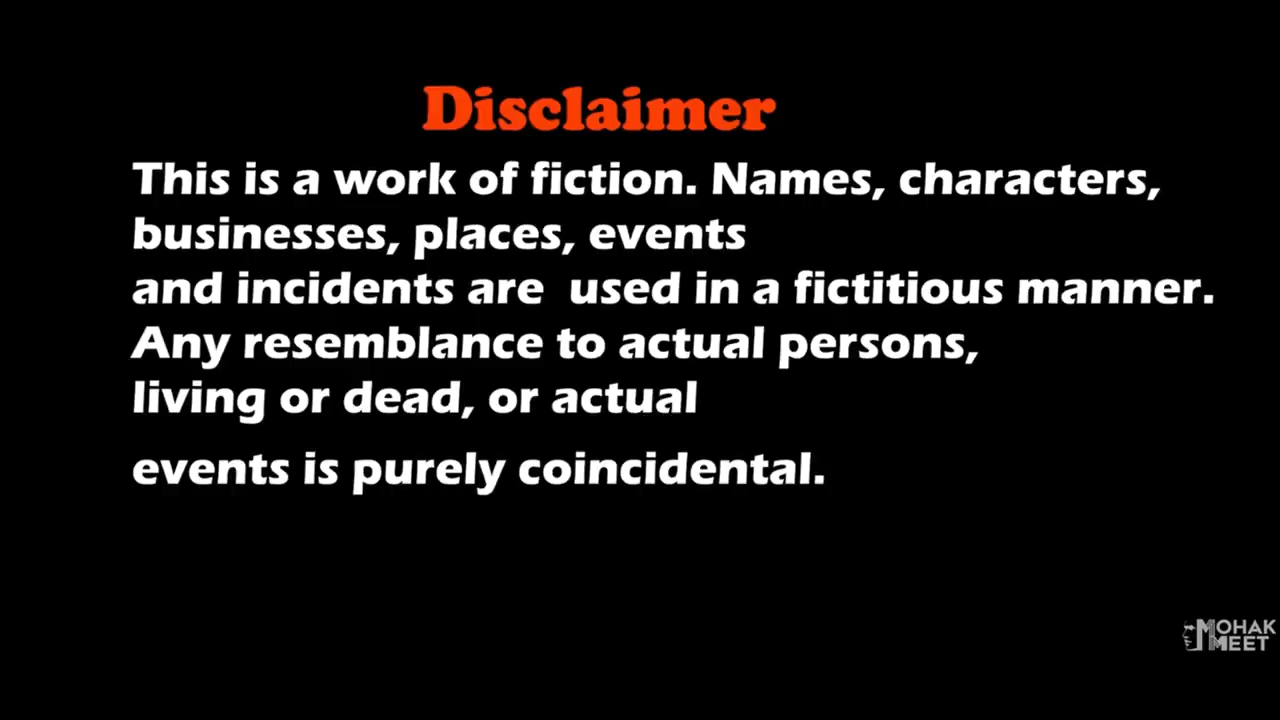 Disclaimer
This is a work of fiction. Names, characters,
businesses, places, events
and incidents are  used in a fictitious manner.
Any resemblance to actual persons,
living or dead, or actual
events is purely coincidental.
MOHAK
MEET